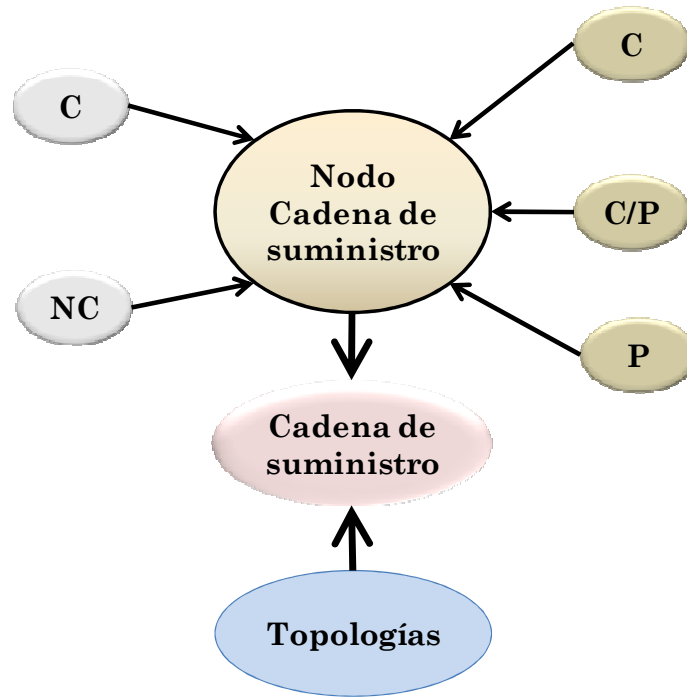 C
C
Nodo
Cadena de
suministro
C/P
NC
P
Cadena de
suministro
Topologías